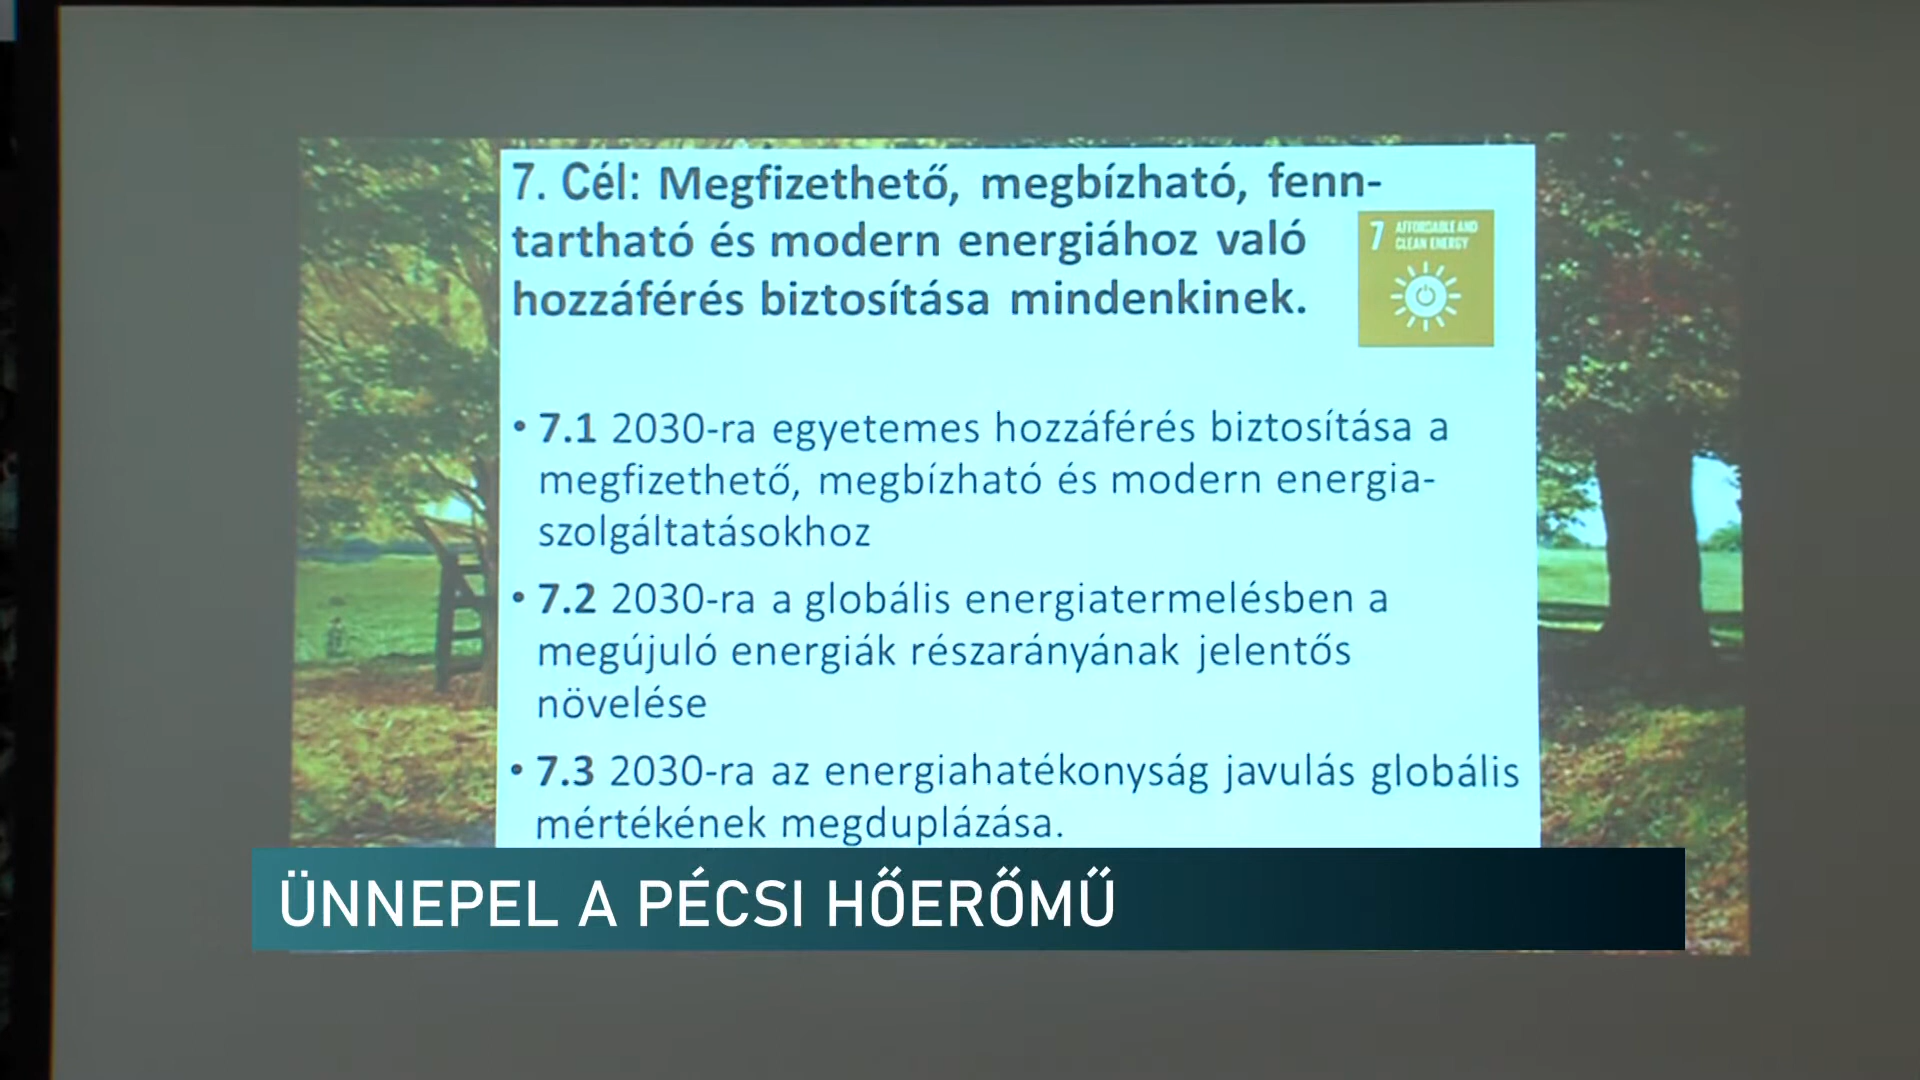 7. Cél: Megfizethető, megbízható, fenn-
tartható és modern energiához való
hozzáférés biztosítása mindenkinek.
7 AFFORDABLE AND
CLEAN ENERGY
• 7.1 2030-ra egyetemes hozzáférés biztosítása a
megfizethető, megbízható és modern energia-
szolgáltatásokhoz
• 7.2 2030-ra a globális energiatermelésben a
megújuló energiák részarányának jelentős
növelése
• 7.3 2030-ra az energiahatékonyság javulás globális
mértékének megduplázása.
ÜNNEPEL A PÉCSI HŐERŐMŰ